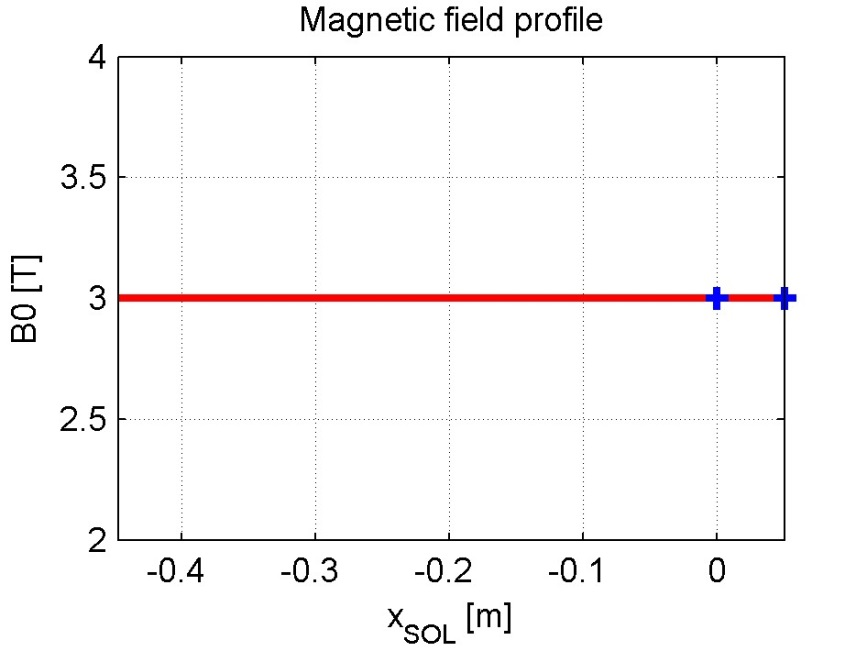 Magnetic field profile
4
3.5
3
2.5
2
B0 [T]
-0.4 -0.3 -0.2 -0.1 0
x_SOL [m]